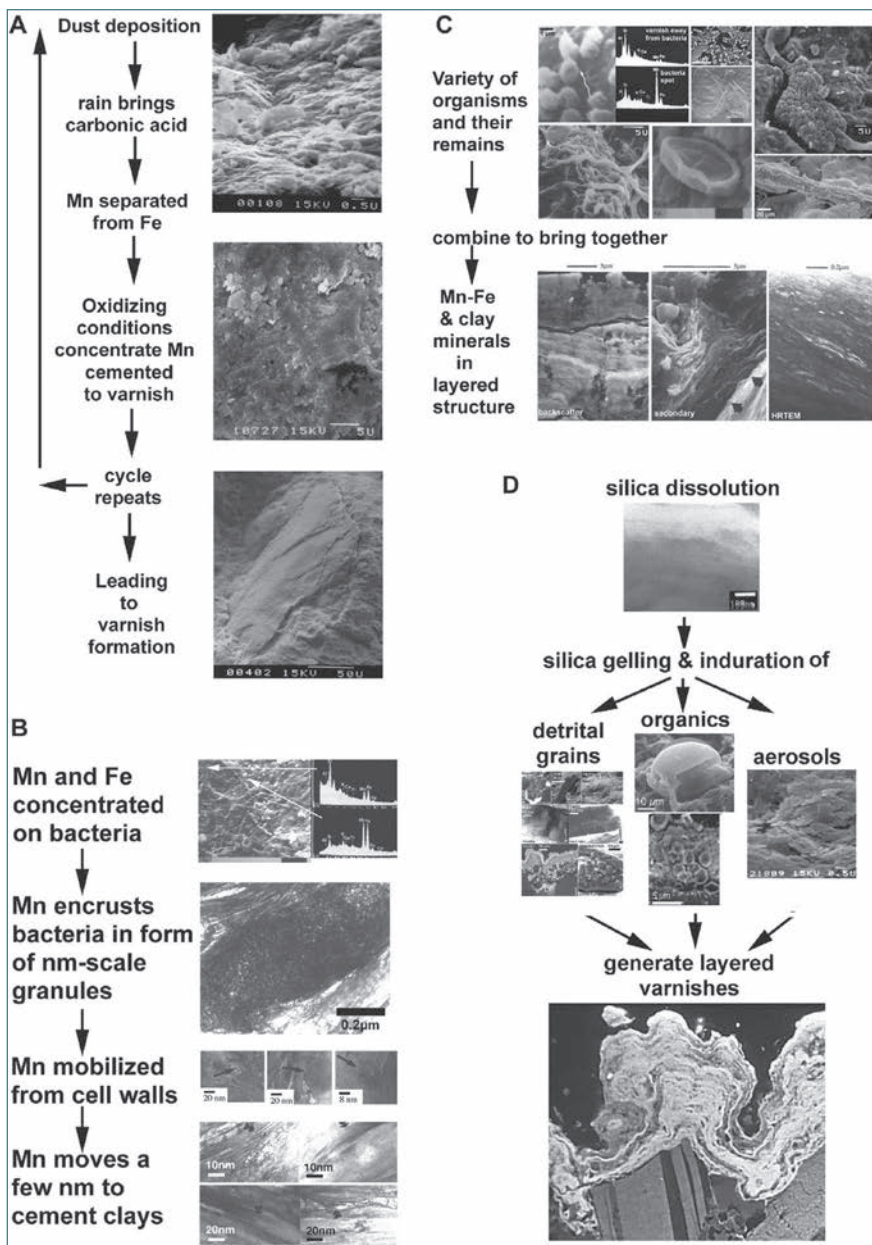 A
Dust deposition
rain brings
carbonic acid
Mn separated
from Fe
Oxidizing
conditions
concentrate Mn
cemented
to varnish
cycle
repeats
Leading
to
varnish
formation
00108 15KV 0.5U
15KV 5U
00402 15KV 50U
B
Mn and Fe
concentrated
on bacteria
Mn encrusts
bacteria in form
of nm-scale
granules
0.2µm
Mn mobilized
from cell walls
20 nm
20 nm
8 nm
Mn moves a
few nm to
cement clays
10nm
10nm
20nm
20nm
C
Variety of
organisms
and their
remains
varnish away
from bacteria
bacteria
spot
5U
5U
combine to bring together
Mn-Fe
& clay
minerals
in
layered
structure
backscatter
secondary
HRTEM
D
silica dissolution
silica gelling & induration of
detrital
grains
organics
10 µm
5µm
aerosols
21889 15KV 0.5U
generate layered
varnishes